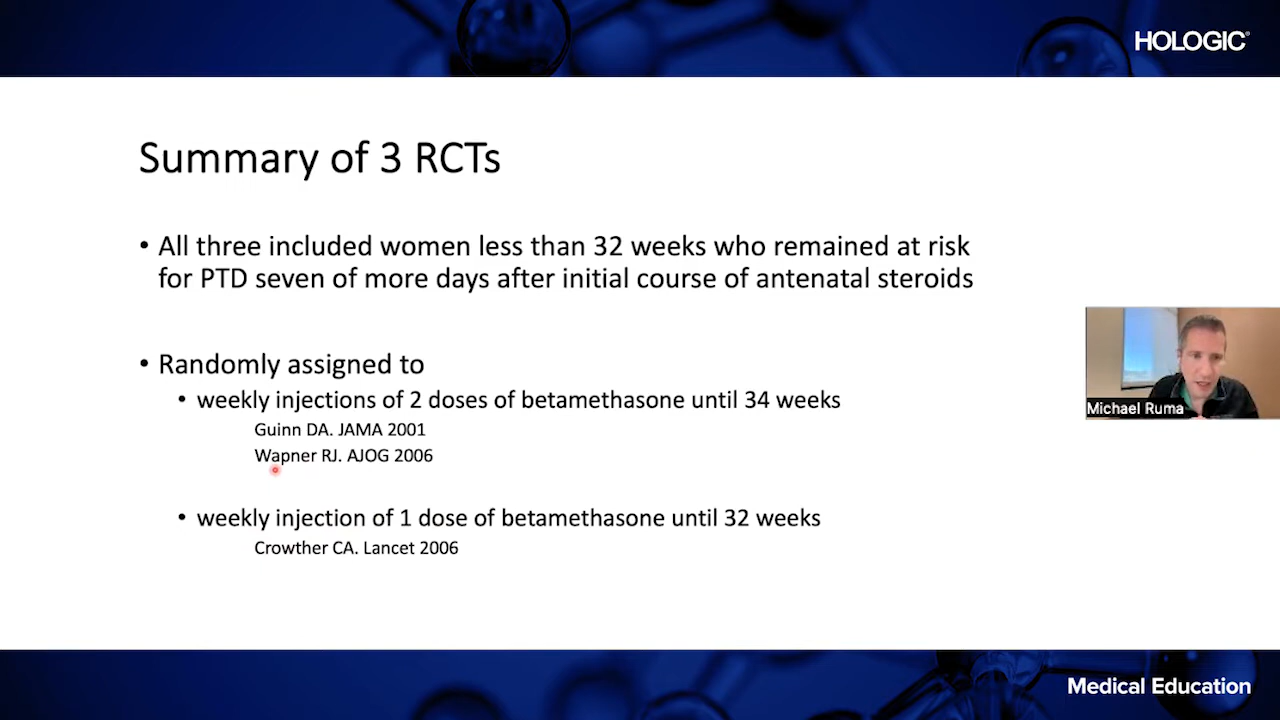 HOLOGIC®
Summary of 3 RCTs
• All three included women less than 32 weeks who remained at risk
for PTD seven of more days after initial course of antenatal steroids
• Randomly assigned to
• weekly injections of 2 doses of betamethasone until 34 weeks
Guinn DA. JAMA 2001
Wapner RJ. AJOG 2006
• weekly injection of 1 dose of betamethasone until 32 weeks
Crowther CA. Lancet 2006
Michael Ruma
Medical Education